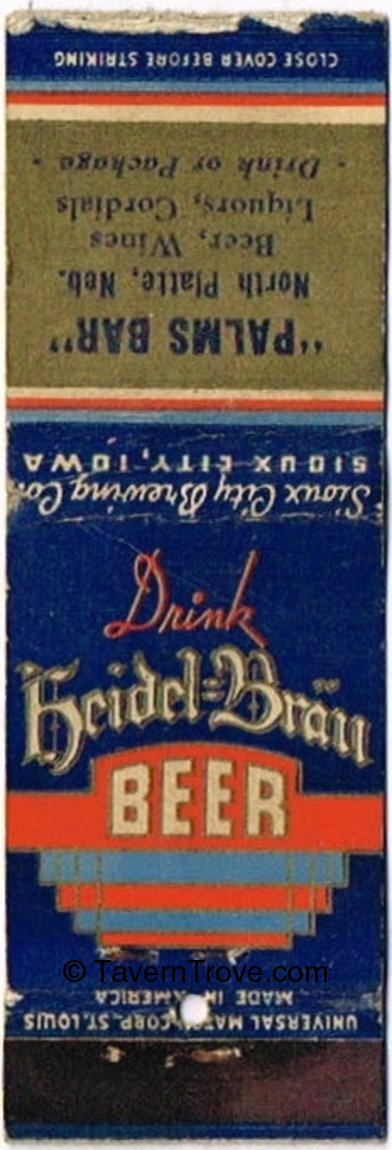 CLOSE COVER BEFORE STRIKING
"PALMS BAR"
North Platte, Neb.
Beer, Wines
Liquors, Cordials
- Drink or Package -
Sioux City Brewing Co.
SIOUX CITY, IOWA
Drink
Heidel=Bräu
BEER
© TavernTrove.com
UNIVERSAL MATCH CORP., ST. LOUIS
MADE IN AMERICA